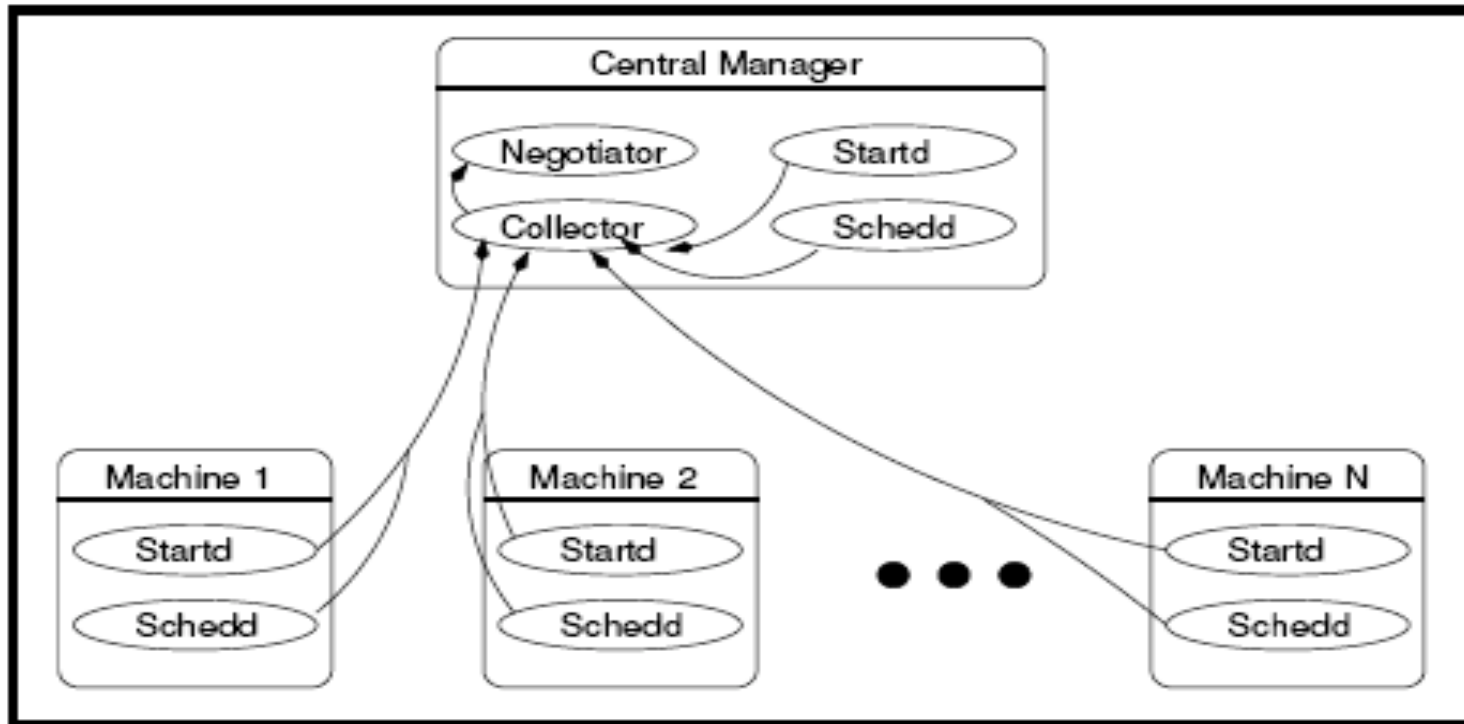 Central Manager
Negotiator
Startd
Collector
Schedd
Machine 1
Startd
Schedd
Machine 2
Startd
Schedd
Machine N
Startd
Schedd